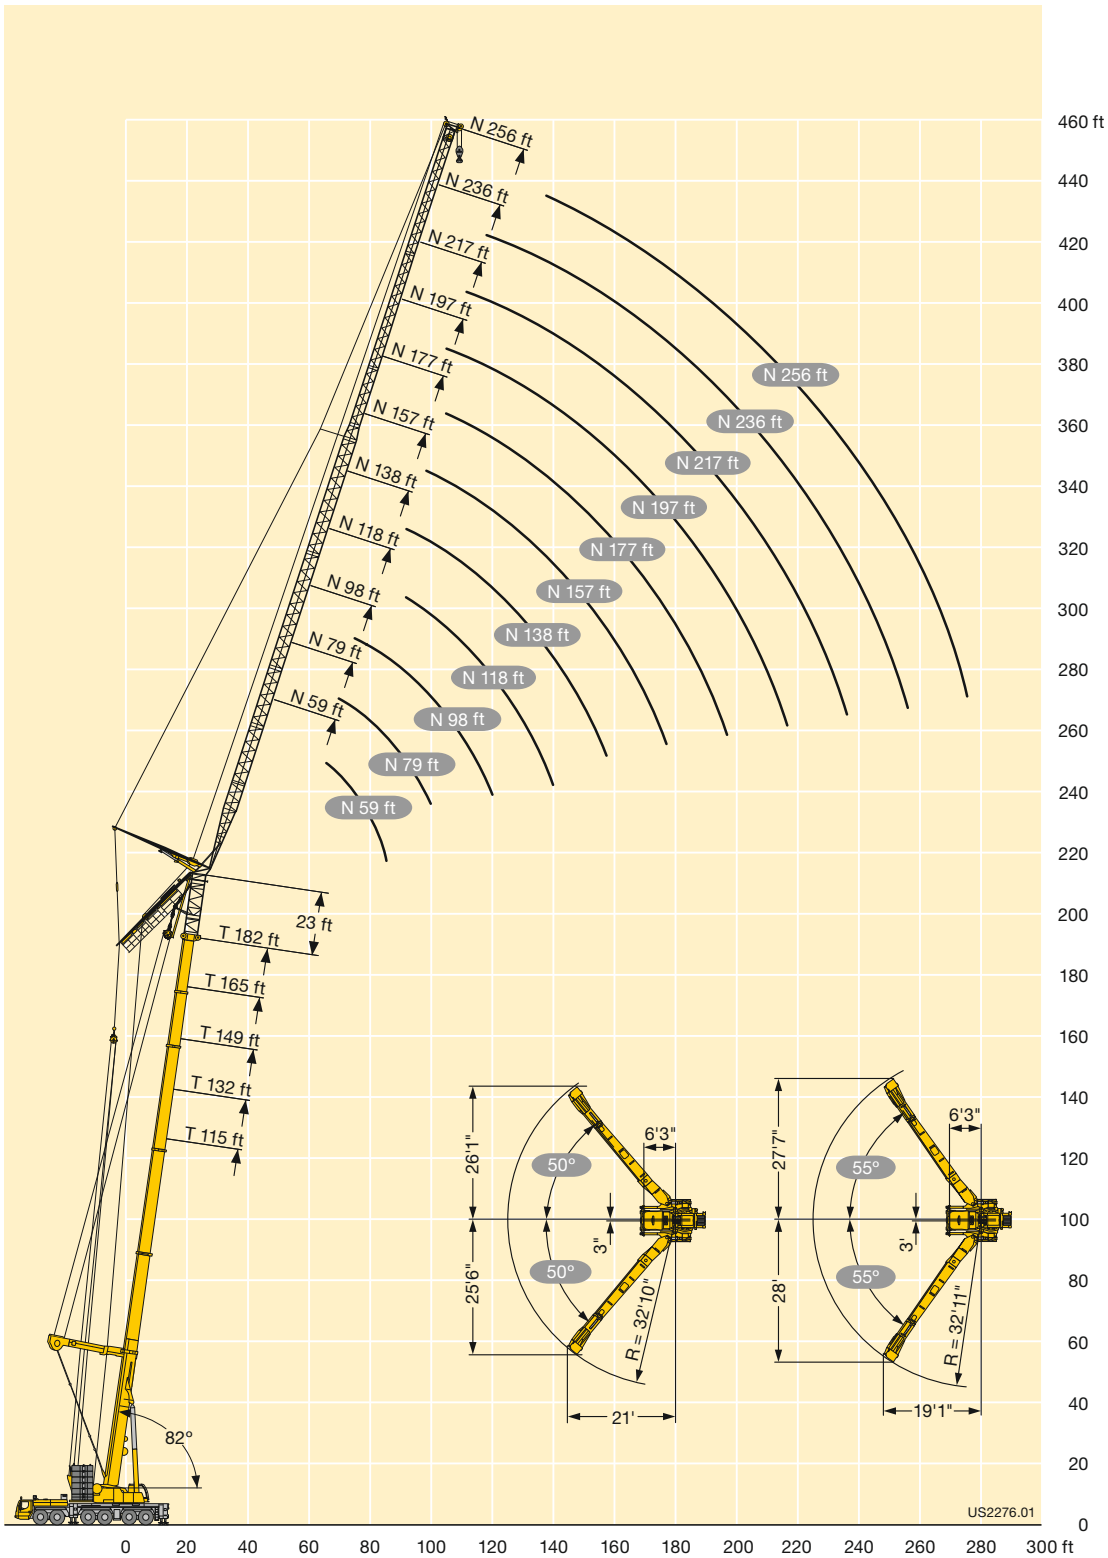 460 ft
440
420
400
380
360
340
320
300
280
260
240
220
200
180
160
140
120
100
80
60
40
20
0
N 256 ft
N 236 ft
N 217 ft
N 197 ft
N 177 ft
N 157 ft
N 138 ft
N 118 ft
N 98 ft
N 79 ft
N 59 ft
N 256 ft
N 236 ft
N 217 ft
N 197 ft
N 177 ft
N 157 ft
N 138 ft
N 118 ft
N 98 ft
N 79 ft
N 59 ft
23 ft
T 182 ft
T 165 ft
T 149 ft
T 132 ft
T 115 ft
82°
26'1"
25'6"
50°
50°
6'3"
3"
R = 32'10"
21'
27'7"
28'
55°
55°
6'3"
3'
R = 32'11"
19'1"
US2276.01
0 20 40 60 80 100 120 140 160 180 200 220 240 260 280 300 ft